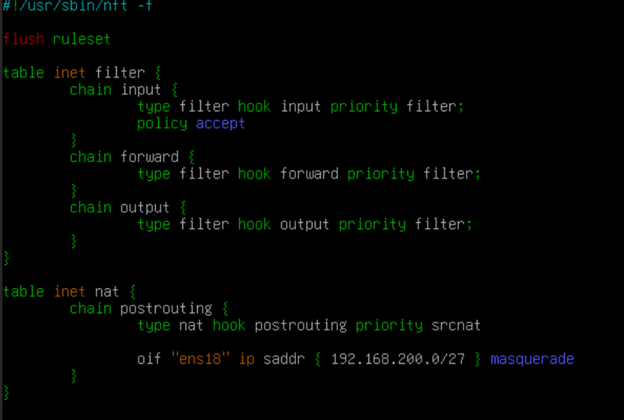 #!/usr/sbin/nft -f
flush ruleset
table inet filter {
chain input {
type filter hook input priority filter;
policy accept
}
chain forward {
type filter hook forward priority filter;
}
chain output {
type filter hook output priority filter;
}
}
table inet nat {
chain postrouting {
type nat hook postrouting priority srcnat
oif "ens18" ip saddr { 192.168.200.0/27 } masquerade
}
}